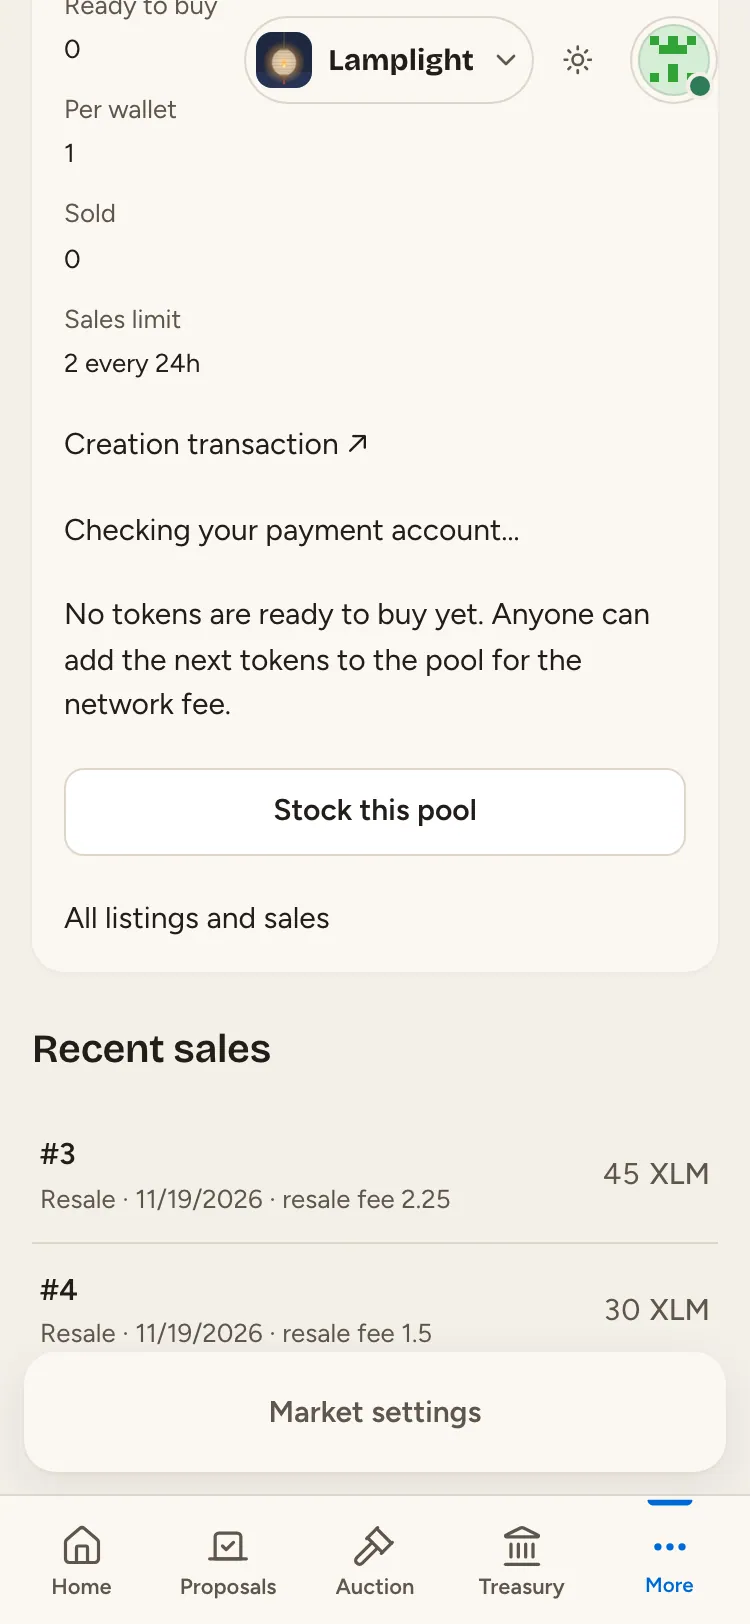 Ready to buy
0
Lamplight
Per wallet
1
Sold
0
Sales limit
2 every 24h
Creation transaction ↗
Checking your payment account...
No tokens are ready to buy yet. Anyone can
add the next tokens to the pool for the
network fee.
Stock this pool
All listings and sales
Recent sales
#3
45 XLM
Resale · 11/19/2026 · resale fee 2.25
#4
30 XLM
Resale · 11/19/2026 · resale fee 1.5
Market settings
Home
Proposals
Auction
Treasury
More